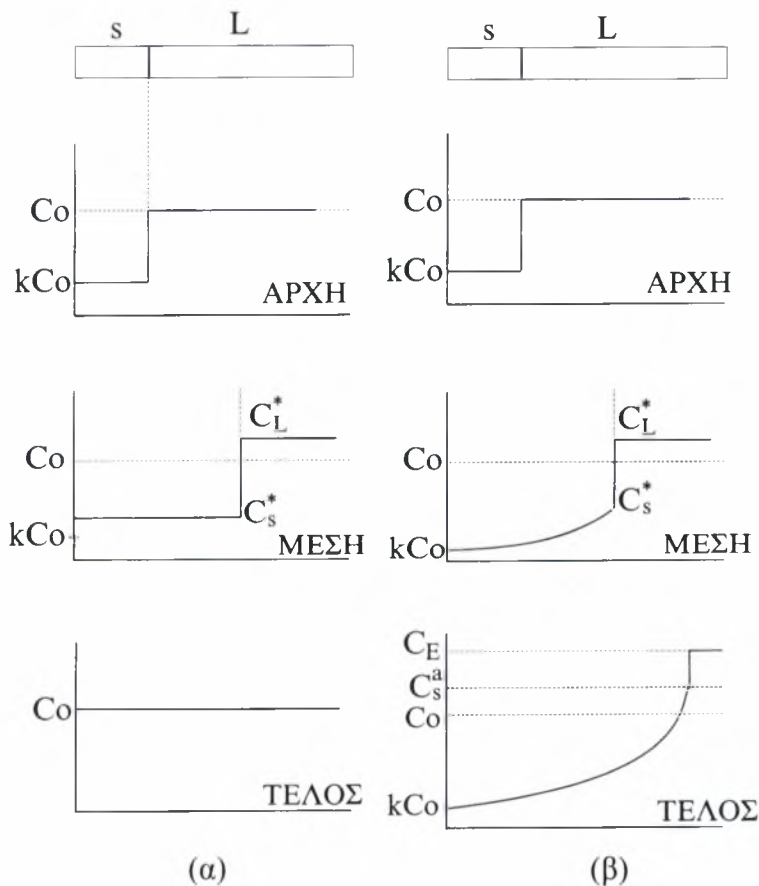 s L
Co
kCo
ΑΡΧΗ
C*L
Co
C*s
kCo
ΜΕΣΗ
Co
ΤΕΛΟΣ
(α)
s L
Co
kCo
ΑΡΧΗ
C*L
Co
C*s
kCo
ΜΕΣΗ
CE
Cas
Co
kCo
ΤΕΛΟΣ
(β)